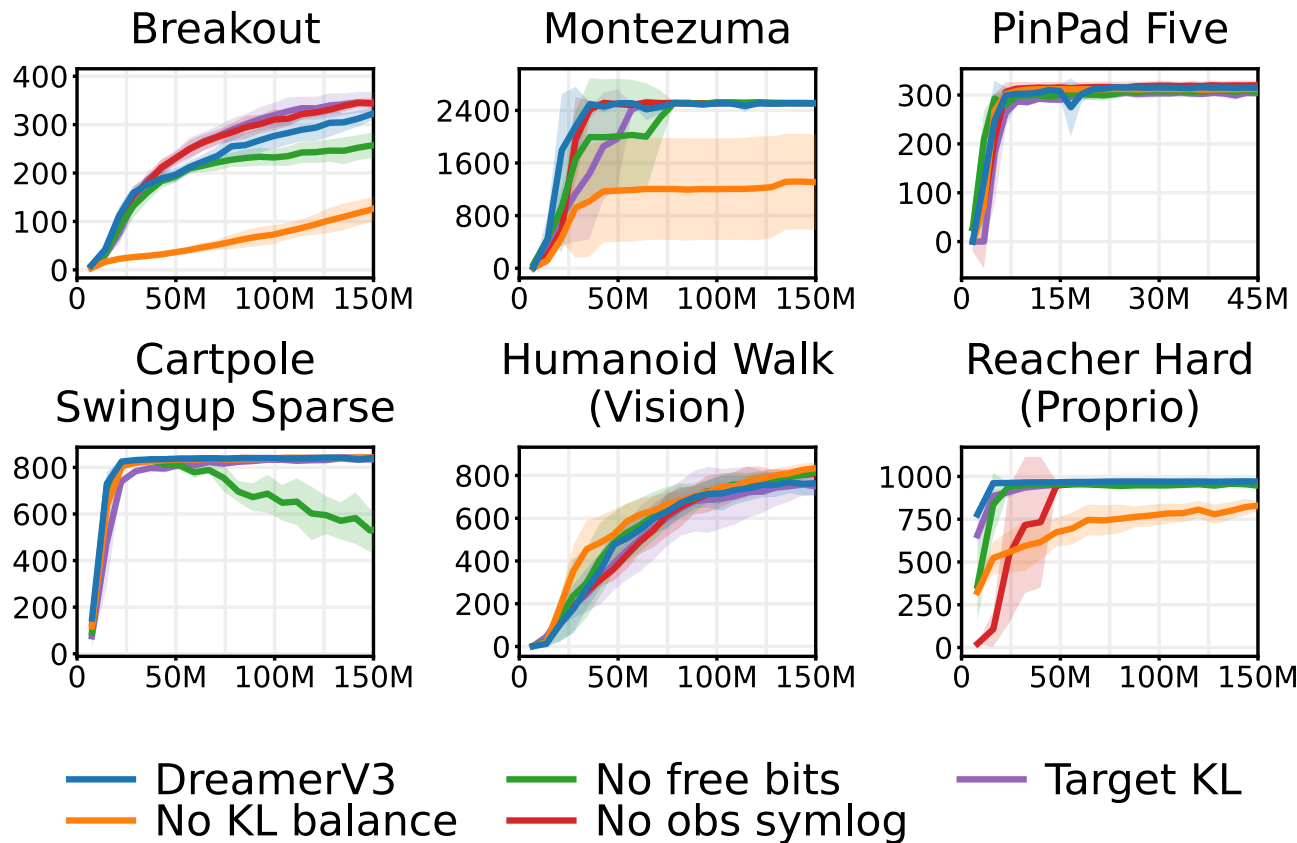 Breakout
Montezuma
PinPad Five
400
300
200
100
0
0
50M
100M
150M
2400
1600
800
0
0
50M
100M
150M
300
200
100
0
0
15M
30M
45M
Cartpole
Swingup Sparse
Humanoid Walk
(Vision)
Reacher Hard
(Proprio)
800
600
400
200
0
0
50M
100M
150M
800
600
400
200
0
0
50M
100M
150M
1000
750
500
250
0
0
50M
100M
150M
DreamerV3
No free bits
Target KL
No KL balance
No obs symlog